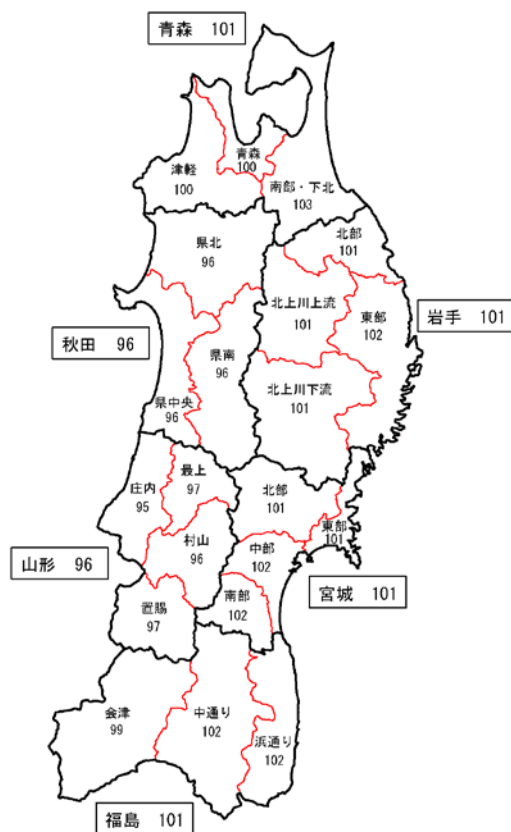 青森 101
青森
100
津軽
100
南部・下北
103
北部
101
県北
96
北上川上流
101
東部
102
岩手 101
秋田 96
県南
96
県中央
96
北上川下流
101
最上
97
庄内
95
北部
101
東部
101
村山
96
中部
102
山形 96
南部
102
宮城 101
置賜
97
会津
99
中通り
102
浜通り
102
福島 101